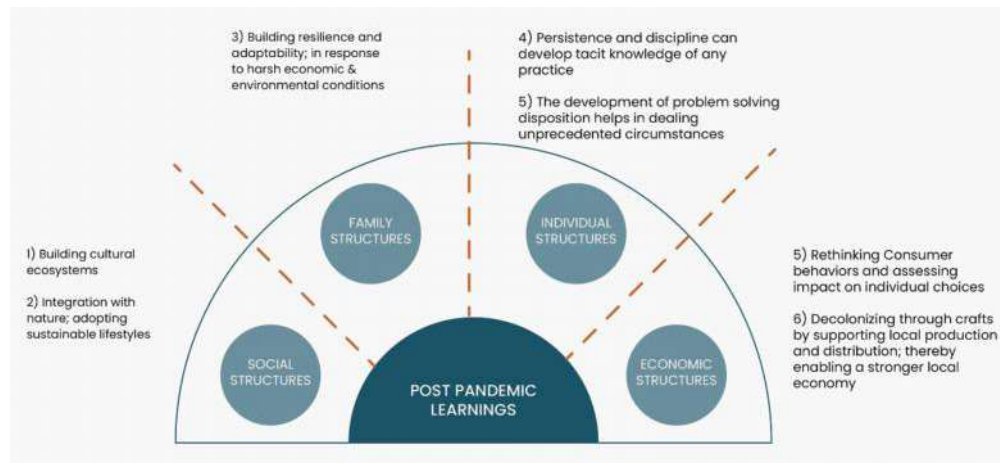 3) Building resilience and
adaptability; in response
to harsh economic &
environmental conditions
4) Persistence and discipline can
develop tacit knowledge of any
practice
5) The development of problem solving
disposition helps in dealing
unprecedented circumstances
FAMILY
STRUCTURES
INDIVIDUAL
STRUCTURES
1) Building cultural
ecosystems
2) Integration with
nature; adopting
sustainable lifestyles
5) Rethinking Consumer
behaviors and assessing
impact on individual choices
6) Decolonizing through crafts
by supporting local production
and distribution; thereby
enabling a stronger local
economy
SOCIAL
STRUCTURES
POST PANDEMIC
LEARNINGS
ECONOMIC
STRUCTURES